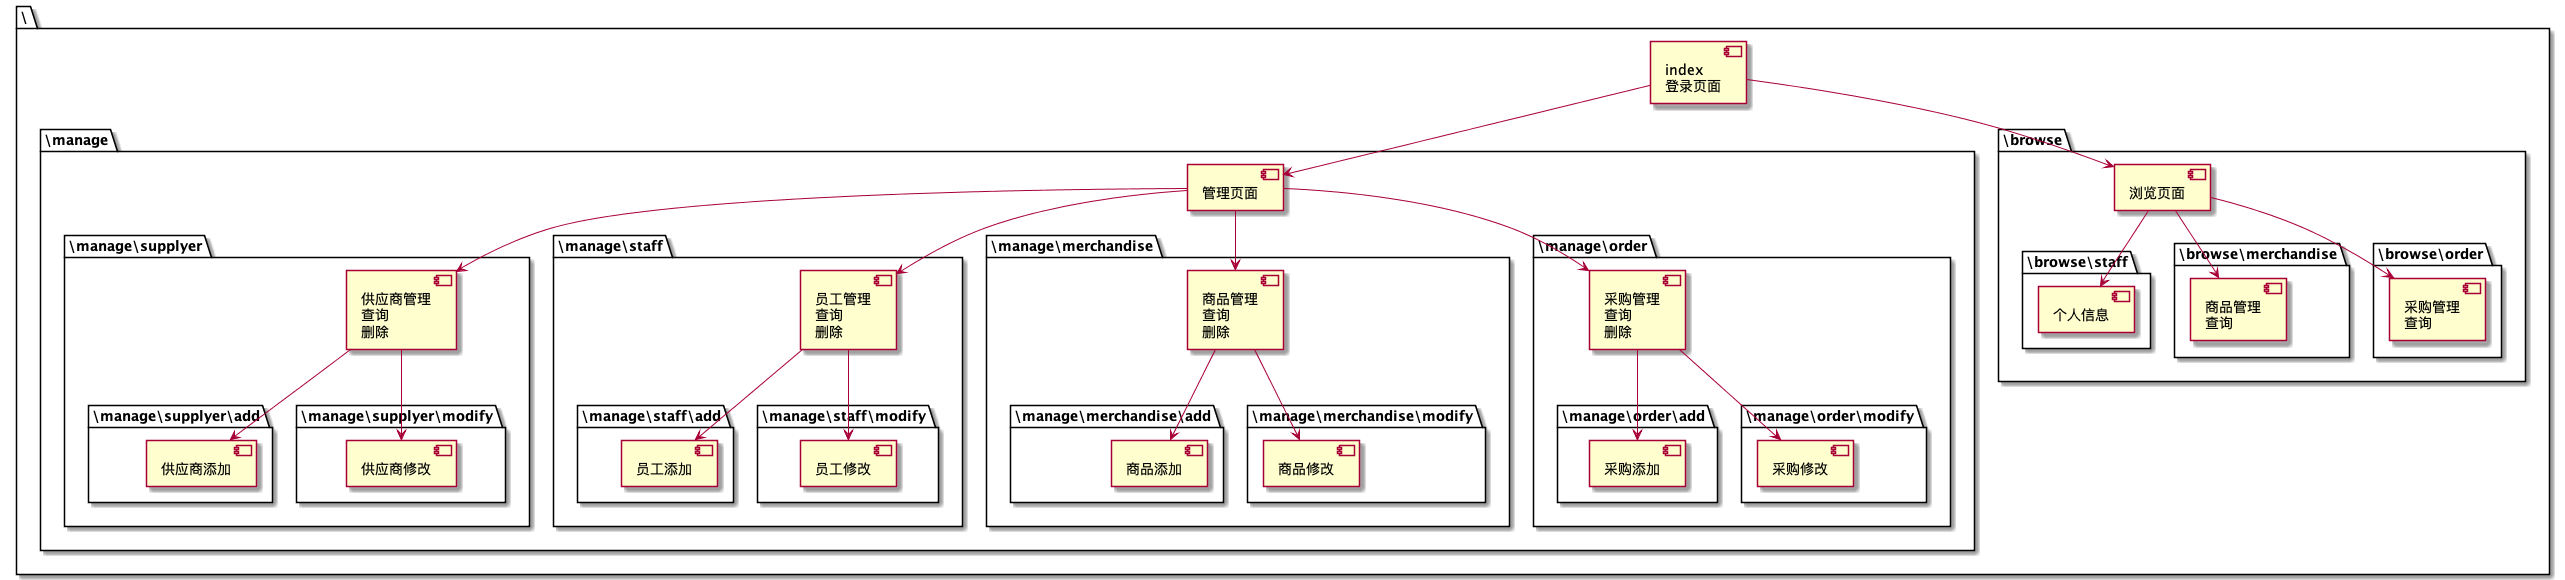 \
index
登录页面
\manage
管理页面
\manage\supplyer
供应商管理
查询
删除
\manage\supplyer\add
供应商添加
\manage\supplyer\modify
供应商修改
\manage\staff
员工管理
查询
删除
\manage\staff\add
员工添加
\manage\staff\modify
员工修改
\manage\merchandise
商品管理
查询
删除
\manage\merchandise\add
商品添加
\manage\merchandise\modify
商品修改
\manage\order
采购管理
查询
删除
\manage\order\add
采购添加
\manage\order\modify
采购修改
\browse
浏览页面
\browse\staff
个人信息
\browse\merchandise
商品管理
查询
\browse\order
采购管理
查询